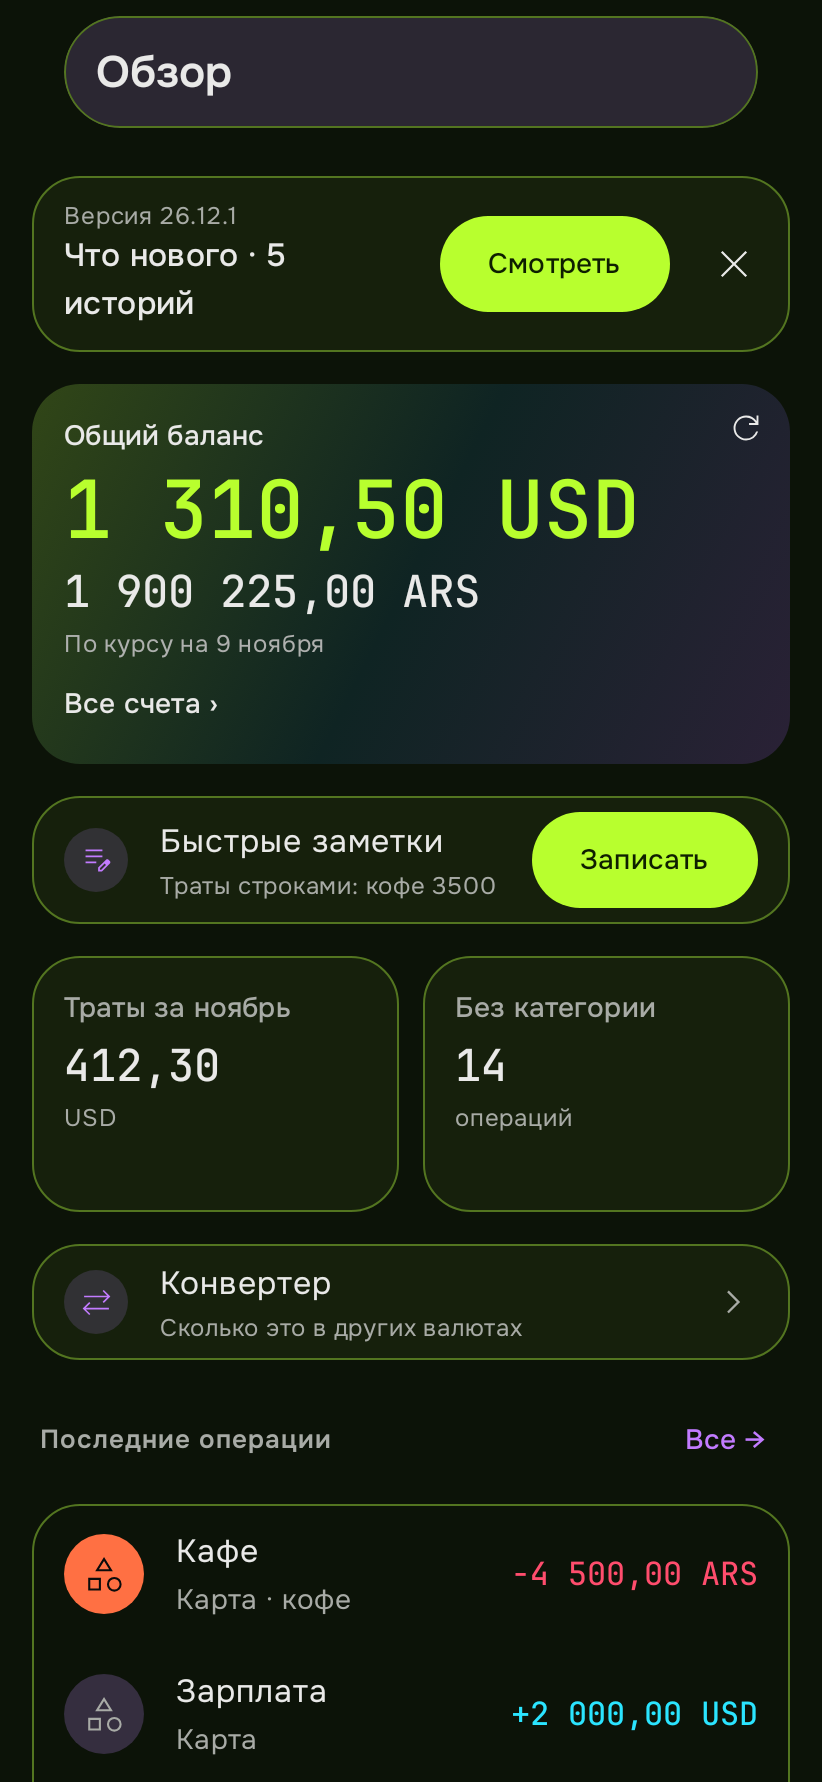 Обзор
Версия 26.12.1
Что нового · 5
историй
Смотреть
Общий баланс
1 310,50 USD
1 900 225,00 ARS
По курсу на 9 ноября
Все счета ›
Быстрые заметки
Траты строками: кофе 3500
Записать
Траты за ноябрь
412,30
USD
Без категории
14
операций
Конвертер
Сколько это в других валютах
Последние операции
Все →
Кафе
Карта · кофе
-4 500,00 ARS
Зарплата
Карта
+2 000,00 USD